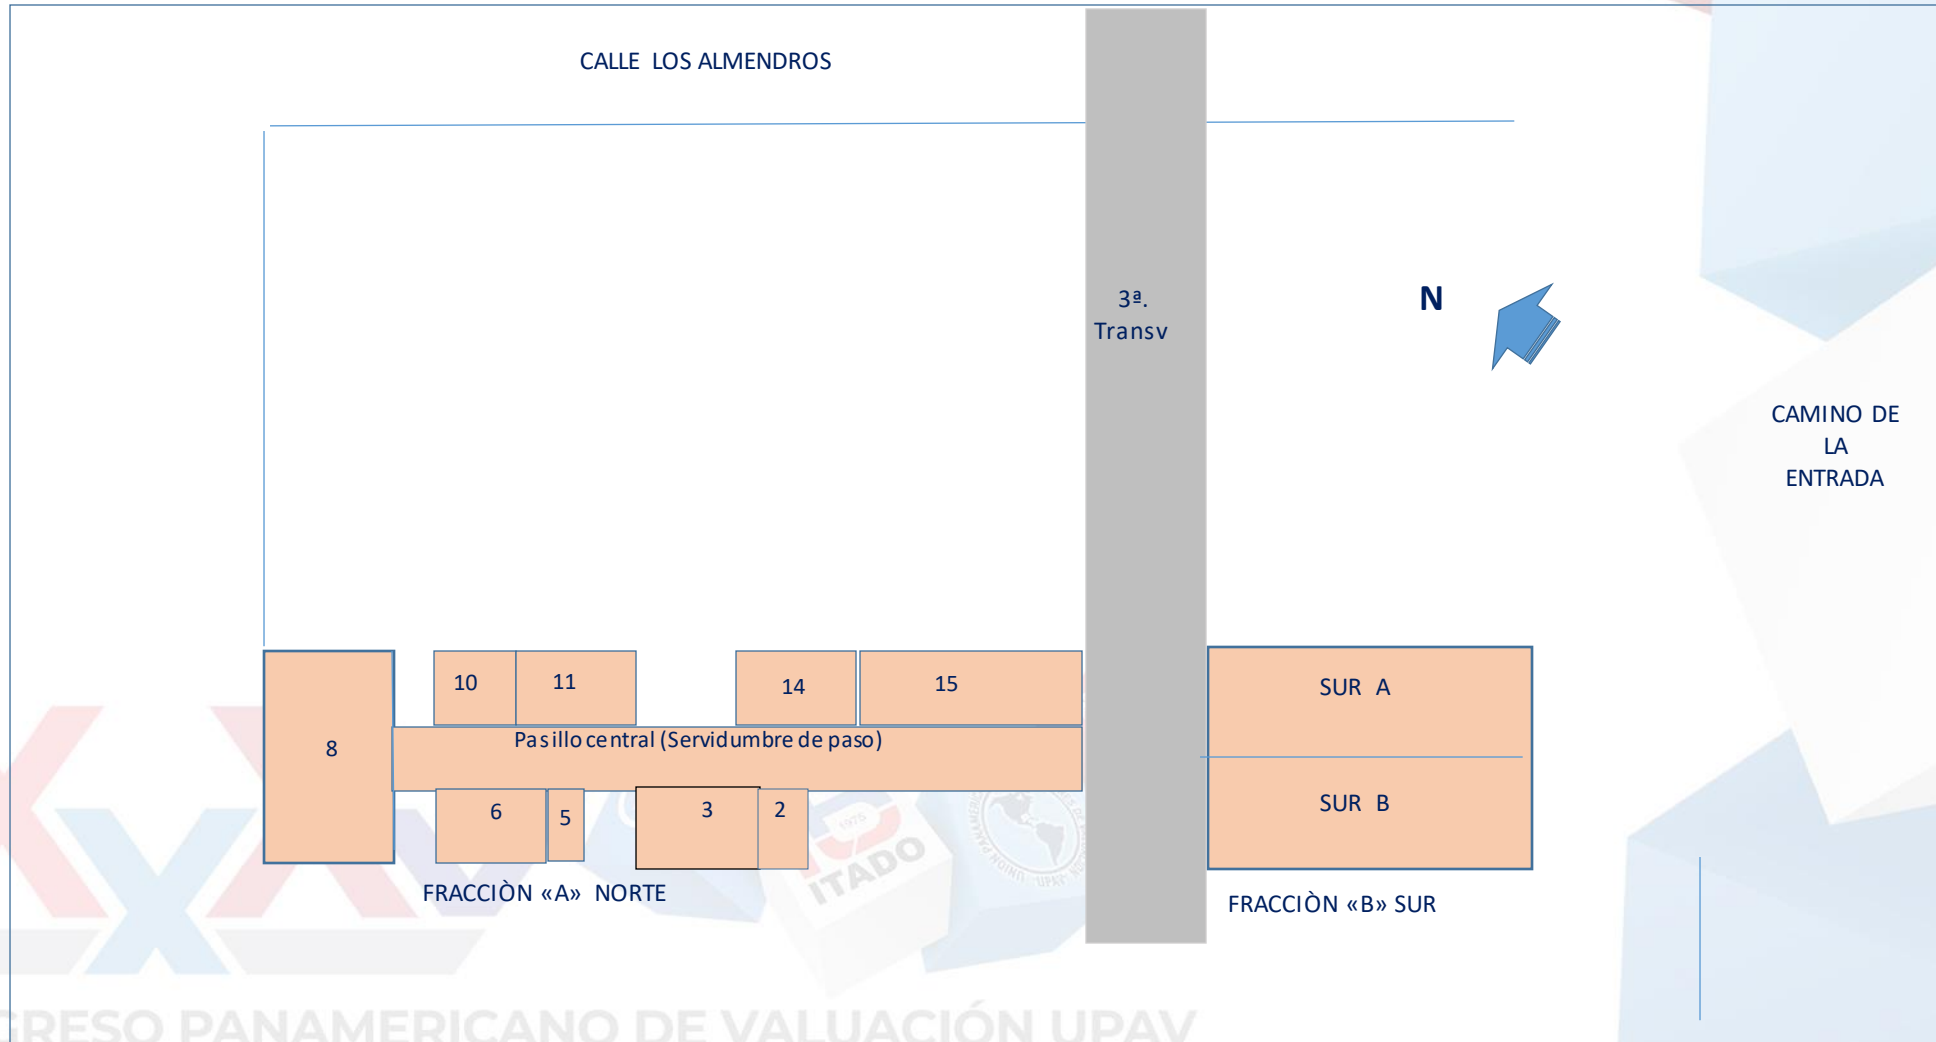 CALLE LOS ALMENDROS
3ª.
Transv
N
CAMINO DE
LA
ENTRADA
10
11
14
15
SUR A
8
Pasillo central (Servidumbre de paso)
6
5
3
2
SUR B
1975
ITADO
FRACCIÒN «A» NORTE
FRACCIÒN «B» SUR
GRESO PANAMERICANO DE VALUACIÓN UPAV